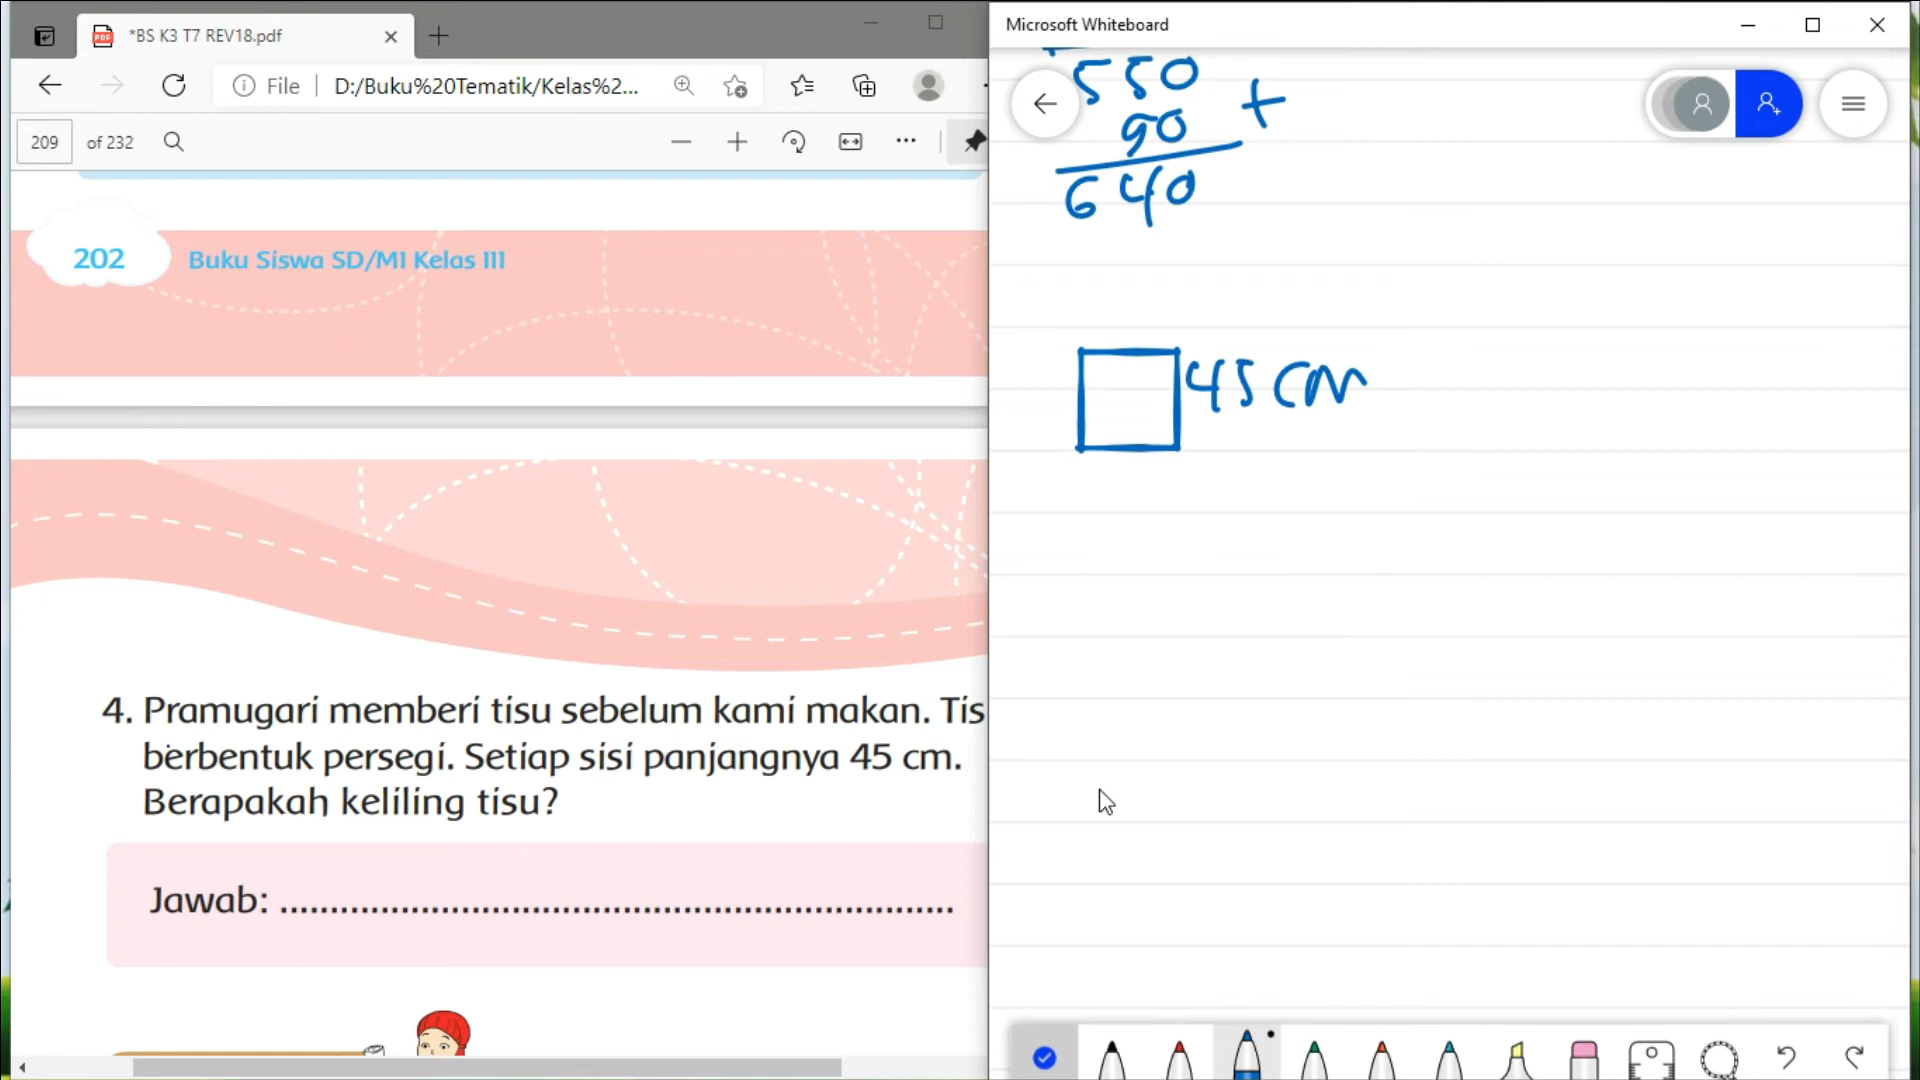 *BS K3 T7 REV18.pdf
File
D:/Buku%20Tematik/Kelas%2...
209 of 232
202
Buku Siswa SD/MI Kelas III
4. Pramugari memberi tisu sebelum kami makan. Tis
berbentuk persegi. Setiap sisi panjangnya 45 cm.
Berapakah keliling tisu?
Jawab: ....................................................................
Microsoft Whiteboard
550
90 +
640
45 cm